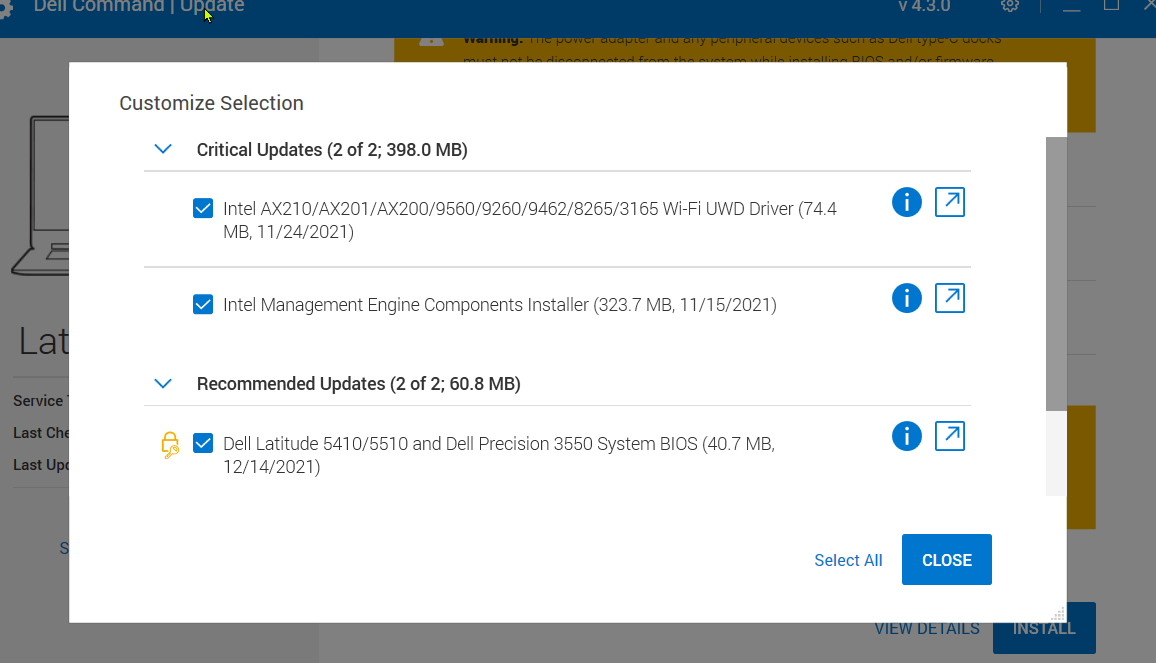 Dell Command | Update
v 4.3.0
Warning: The power adapter and any peripheral devices such as Dell type-C docks
must not be disconnected from the system while installing BIOS and/or firmware
Customize Selection
Critical Updates (2 of 2; 398.0 MB)
Intel AX210/AX201/AX200/9560/9260/9462/8265/3165 Wi-Fi UWD Driver (74.4
MB, 11/24/2021)
Intel Management Engine Components Installer (323.7 MB, 11/15/2021)
Lat
Recommended Updates (2 of 2; 60.8 MB)
Service
Last Che
Dell Latitude 5410/5510 and Dell Precision 3550 System BIOS (40.7 MB,
12/14/2021)
Last Upd
S
Select All
CLOSE
VIEW DETAILS
INSTALL